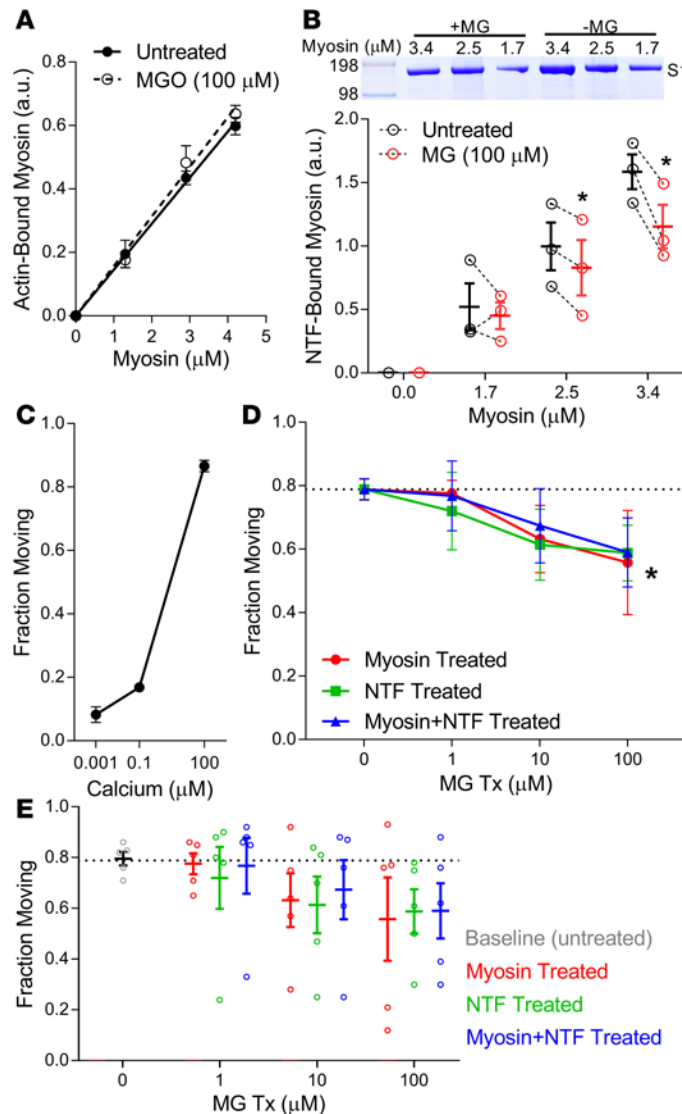 A
Untreated
MGO (100 μM)
Actin-Bound Myosin (a.u.)
0.8
0.6
0.4
0.2
0.0
0 1 2 3 4 5
Myosin (μM)
B
+MG -MG
Myosin (μM) 3.4 2.5 1.7 3.4 2.5 1.7
198
98
Untreated
MG (100 μM)
NTF-Bound Myosin (a.u.)
2.0
1.5
1.0
0.5
0.0
* *
0.0 1.7 2.5 3.4
Myosin (μM)
C
Fraction Moving
1.0
0.8
0.6
0.4
0.2
0.0
0.001 0.1 100
Calcium (μM)
D
Fraction Moving
1.0
0.8
0.6
0.4
0.2
0.0
*
Myosin Treated
NTF Treated
Myosin+NTF Treated
0 1 10 100
MG Tx (μM)
E
Fraction Moving
1.0
0.8
0.6
0.4
0.2
0.0
0 1 10 100
MG Tx (μM)
Baseline (untreated)
Myosin Treated
NTF Treated
Myosin+NTF Treated